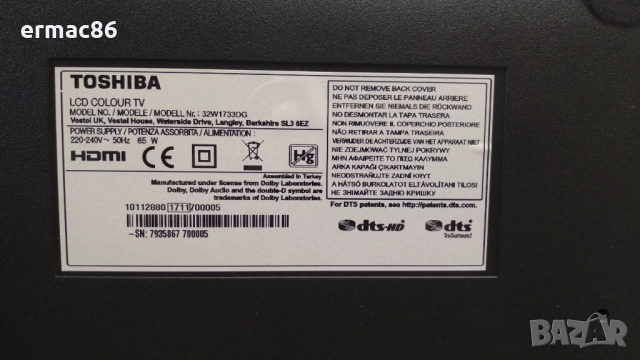 ermac86
TOSHIBA
LCD COLOUR TV
MODEL NO. / MODELE / MODELL Nr. : 32W1733DG
Vestel UK, Vestel House, Waterside Drive, Langley, Berkshire SL3 6EZ
POWER SUPPLY / POTENZA ASSORBITA / ALIMENTATION :
220-240V~ 50Hz 65 W
HDMI CE Hg
Assembled in Turkey
Manufactured under license from Dolby Laboratories.
Dolby, Dolby Audio and the double-D symbol are
trademarks of Dolby Laboratories.
10112880 1711 700005
-SN: 7935867 700005
DO NOT REMOVE BACK COVER
NE PAS DEPOSER LE PANNEAU ARRIERE
ENTFERNEN SIE NIEMALS DIE RÜCKWAND
NO DESMONTAR LA TAPA TRASERA
NON RIMUOVERE IL COPERCHIO POSTERIORE
NÃO RETIRAR A TAMPA TRASEIRA
ACHTERZIJDE VAN HET APPARAAT NIET
NIE ZDEJMOWAĆ TYLNEJ POKRYWY
ΜΗΝ ΑΦΑΙΡΕΙΤΕ ΤΟ ΠΙΣΩ ΚΑΛΥΜΜΑ
NEODSTRAŇUJTE ZADNÍ KRYT
A HÁTSÓ BURKOLATOT ELTÁVOLÍTANI TILOS!
НЕ ЗНІМАЙТЕ ЗАДНЮ КРИШКУ
For DTS patents, see http://patents.dts.com.
dts-HD dts
TruSurround
BAZAR